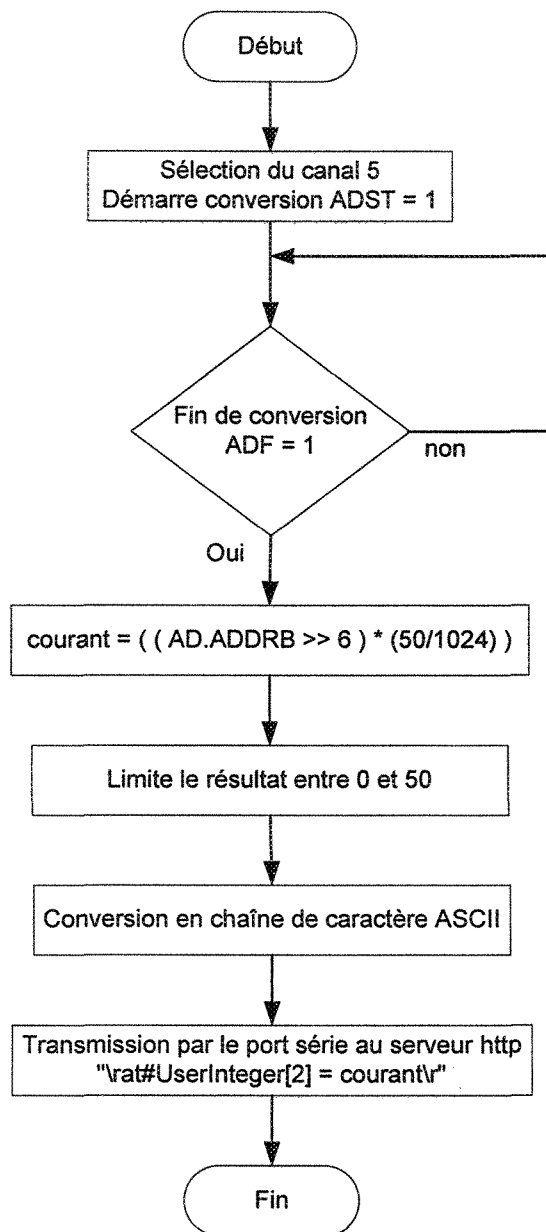 Début
Sélection du canal 5
Démarre conversion ADST = 1
Fin de conversion
ADF = 1
non
Oui
courant = ( ( AD.ADDRB >> 6 ) * (50/1024) )
Limite le résultat entre 0 et 50
Conversion en chaîne de caractère ASCII
Transmission par le port série au serveur http
"\rat#UserInteger[2] = courant\r"
Fin